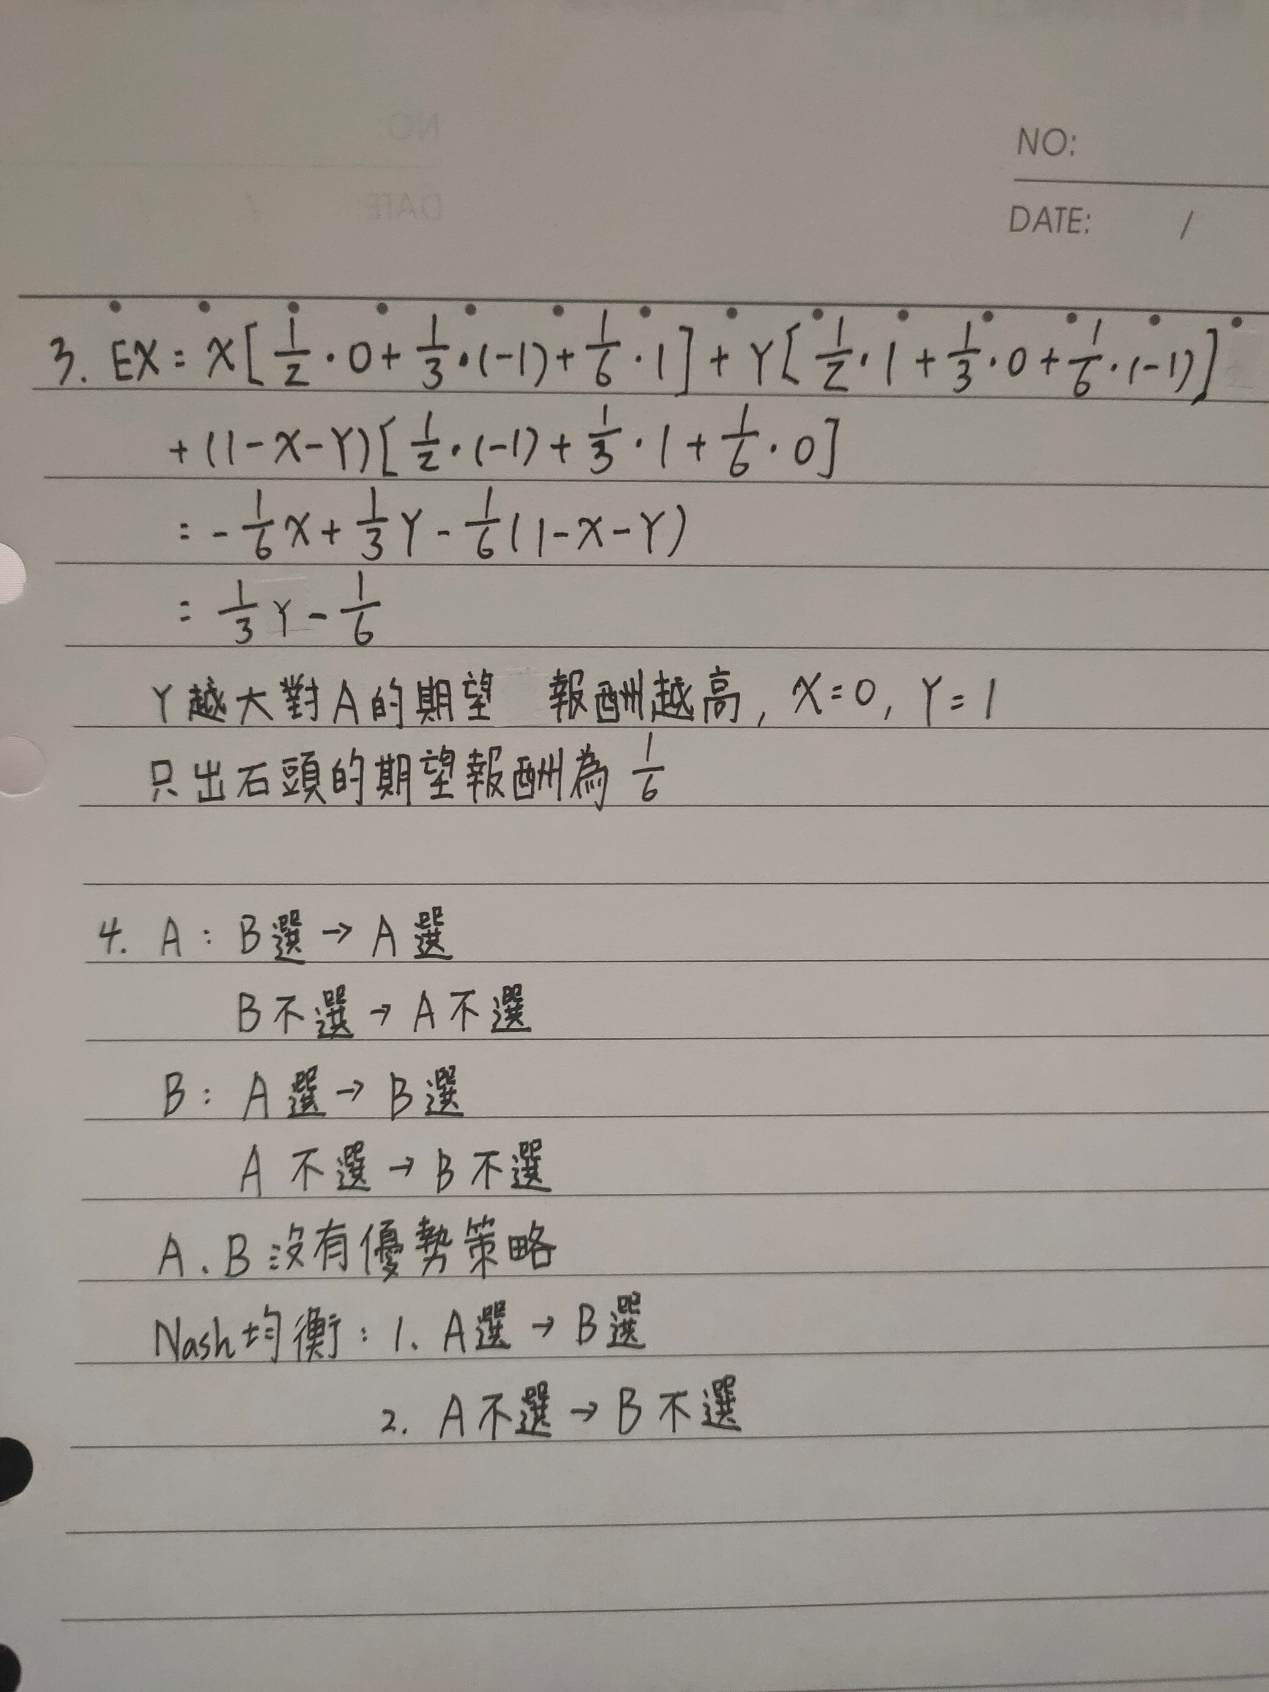 NO:
DATE: /
3. EX = X[1/2·0+1/3·(-1)+1/6·1] + Y[1/2·1+1/3·0+1/6·(-1)]
+(1-X-Y)[1/2·(-1)+1/3·1+1/6·0]
= -1/6X+1/3Y-1/6(1-X-Y)
= 1/3Y-1/6
Y越大對A的期望 報酬越高, X=0, Y=1
只出石頭的期望報酬為 1/6
4. A: B選→A選
B不選→A不選
B: A選→B選
A不選→B不選
A、B沒有優勢策略
Nash均衡: 1. A選→B選
2. A不選→B不選